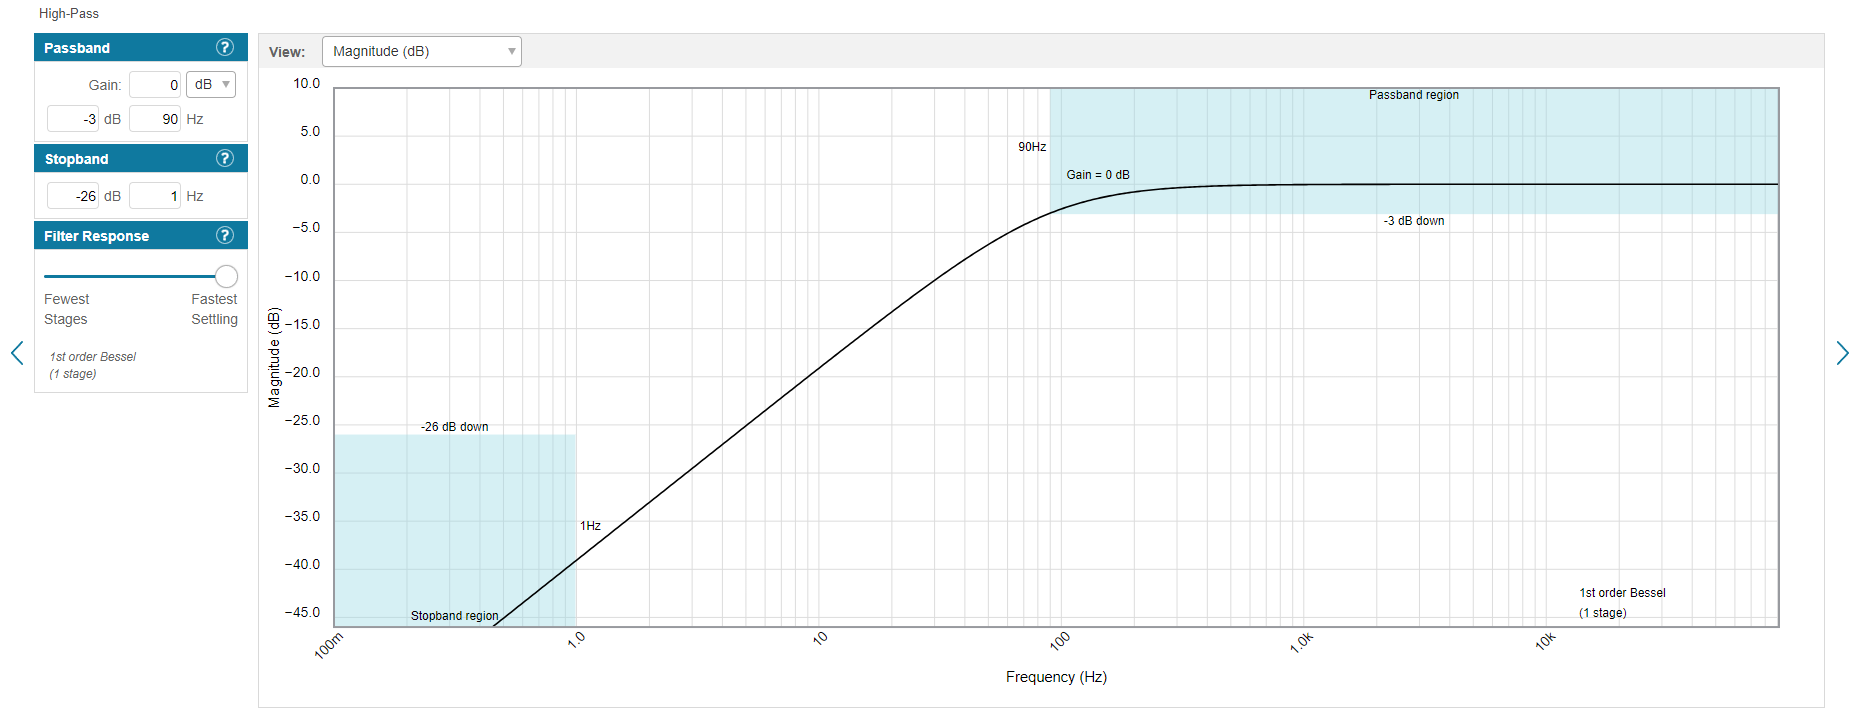 High-Pass
Passband ?
Gain: 0 dB
-3 dB 90 Hz
Stopband ?
-26 dB 1 Hz
Filter Response ?
Fewest Stages
Fastest Settling
1st order Bessel
(1 stage)
View: Magnitude (dB)
10.0
5.0
0.0
−5.0
−10.0
−15.0
−20.0
−25.0
−30.0
−35.0
−40.0
−45.0
Magnitude (dB)
Passband region
90Hz
Gain = 0 dB
-3 dB down
-26 dB down
1Hz
Stopband region
1st order Bessel
(1 stage)
100m 1.0 10 100 1.0k 10k
Frequency (Hz)